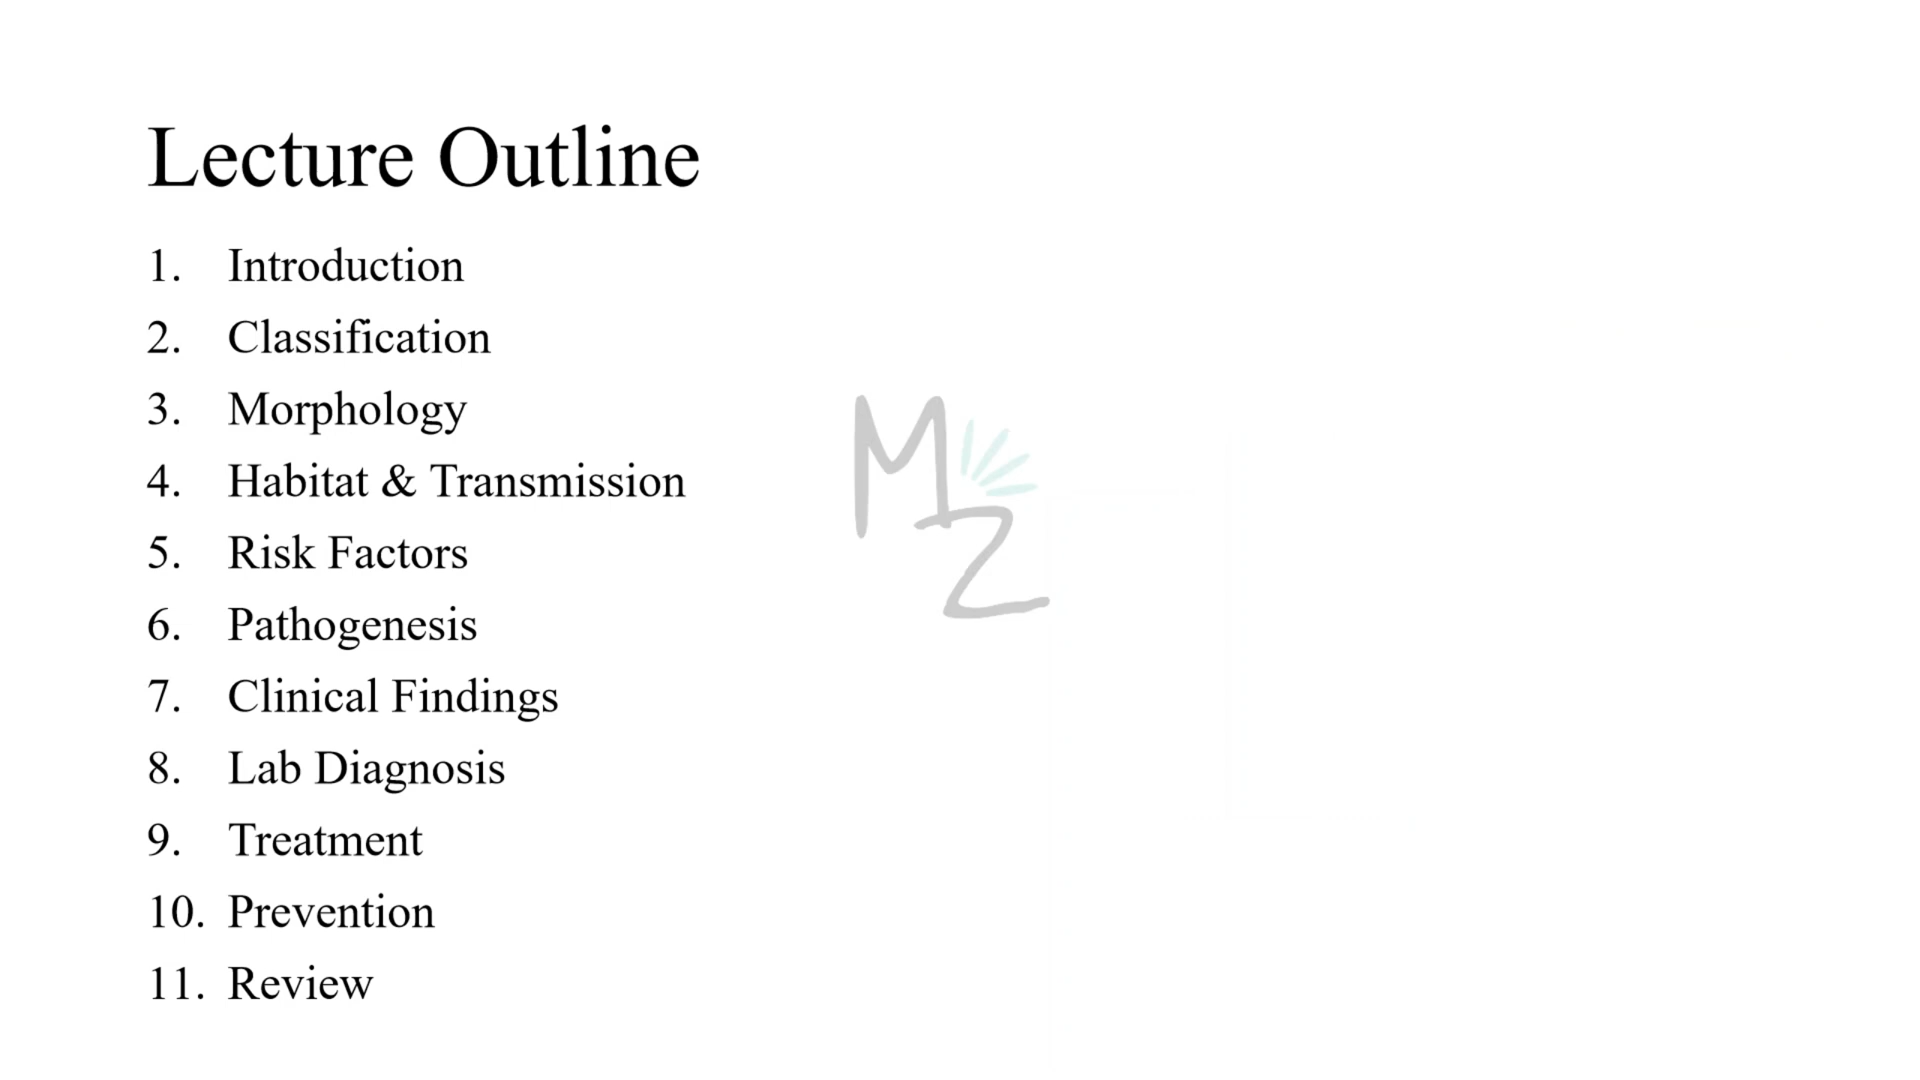 Lecture Outline
1. Introduction
2. Classification
3. Morphology
4. Habitat & Transmission
5. Risk Factors
6. Pathogenesis
7. Clinical Findings
8. Lab Diagnosis
9. Treatment
10. Prevention
11. Review
M
Z